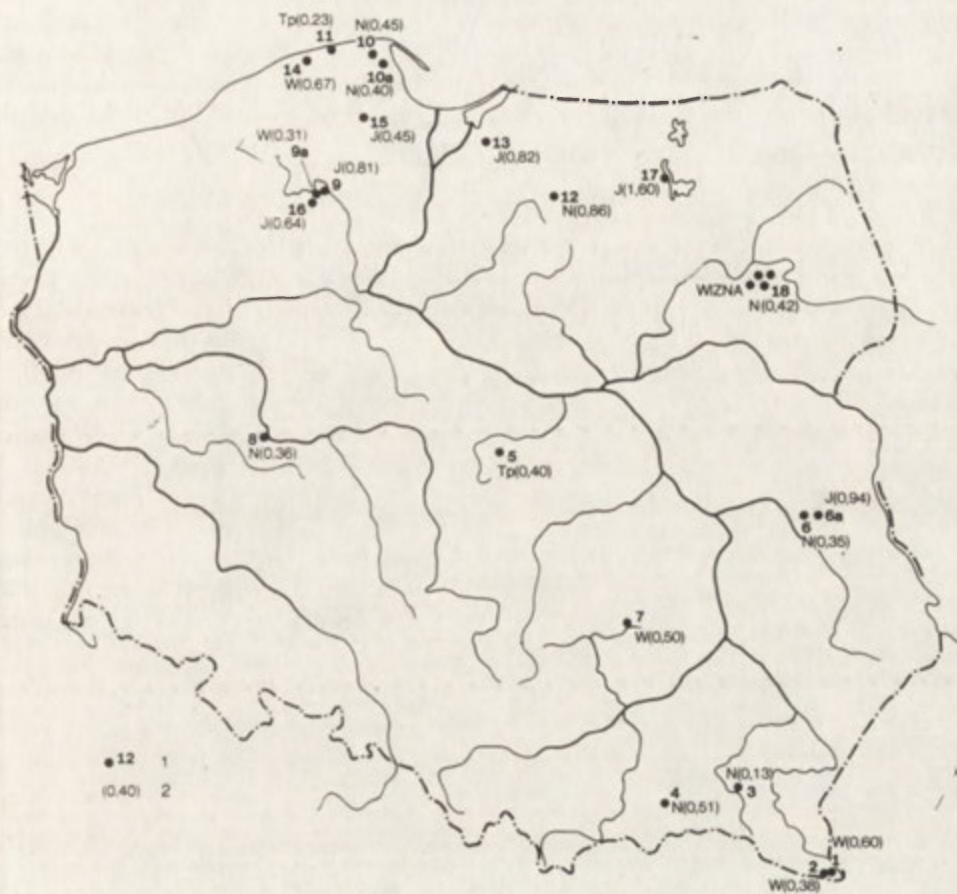 Tp(0,23)
11
N(0,45)
10
14
W(0.67)
10a
N(0,40)
15
J(0,45)
W(0.31)
9a
J(0,81)
9
16
J(0.64)
13
J(0,82)
17
J(1,60)
12
N(0,86)
WIZNA
18
N(0,42)
8
N(0.36)
5
Tp(0,40)
J(0,94)
6
6a
N(0,35)
7
W(0,50)
12 1
(0.40) 2
N(0,13)
3
4
N(0,51)
W(0,60)
2
1
W(0,38)